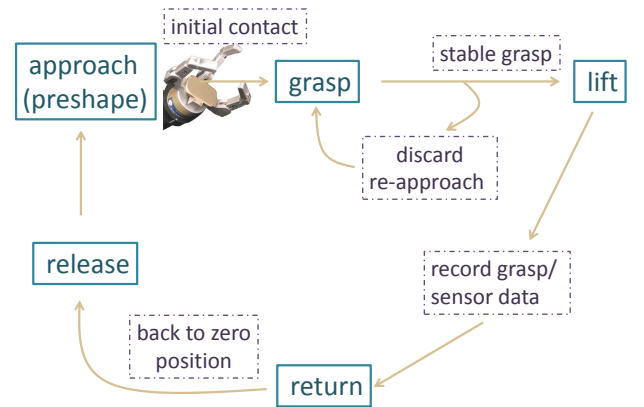 initial contact
approach
(preshape)
grasp
stable grasp
lift
discard
re-approach
release
record grasp/
sensor data
back to zero
position
return